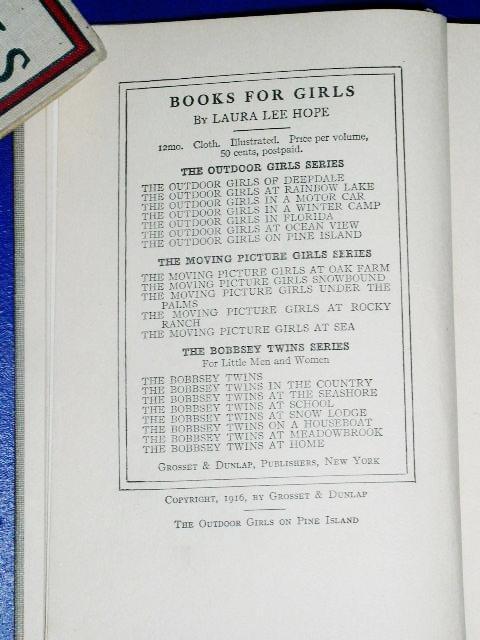 BOOKS FOR GIRLS
By LAURA LEE HOPE
12mo. Cloth. Illustrated. Price per volume,
50 cents, postpaid.
THE OUTDOOR GIRLS SERIES
THE OUTDOOR GIRLS OF DEEPDALE
THE OUTDOOR GIRLS AT RAINBOW LAKE
THE OUTDOOR GIRLS IN A MOTOR CAR
THE OUTDOOR GIRLS IN A WINTER CAMP
THE OUTDOOR GIRLS IN FLORIDA
THE OUTDOOR GIRLS AT OCEAN VIEW
THE OUTDOOR GIRLS ON PINE ISLAND
THE MOVING PICTURE GIRLS SERIES
THE MOVING PICTURE GIRLS AT OAK FARM
THE MOVING PICTURE GIRLS SNOWBOUND
THE MOVING PICTURE GIRLS UNDER THE
PALMS
THE MOVING PICTURE GIRLS AT ROCKY
RANCH
THE MOVING PICTURE GIRLS AT SEA
THE BOBBSEY TWINS SERIES
For Little Men and Women
THE BOBBSEY TWINS
THE BOBBSEY TWINS IN THE COUNTRY
THE BOBBSEY TWINS AT THE SEASHORE
THE BOBBSEY TWINS AT SCHOOL
THE BOBBSEY TWINS AT SNOW LODGE
THE BOBBSEY TWINS ON A HOUSEBOAT
THE BOBBSEY TWINS AT MEADOWBROOK
THE BOBBSEY TWINS AT HOME
GROSSET & DUNLAP, PUBLISHERS, NEW YORK
COPYRIGHT, 1916, BY GROSSET & DUNLAP
THE OUTDOOR GIRLS ON PINE ISLAND